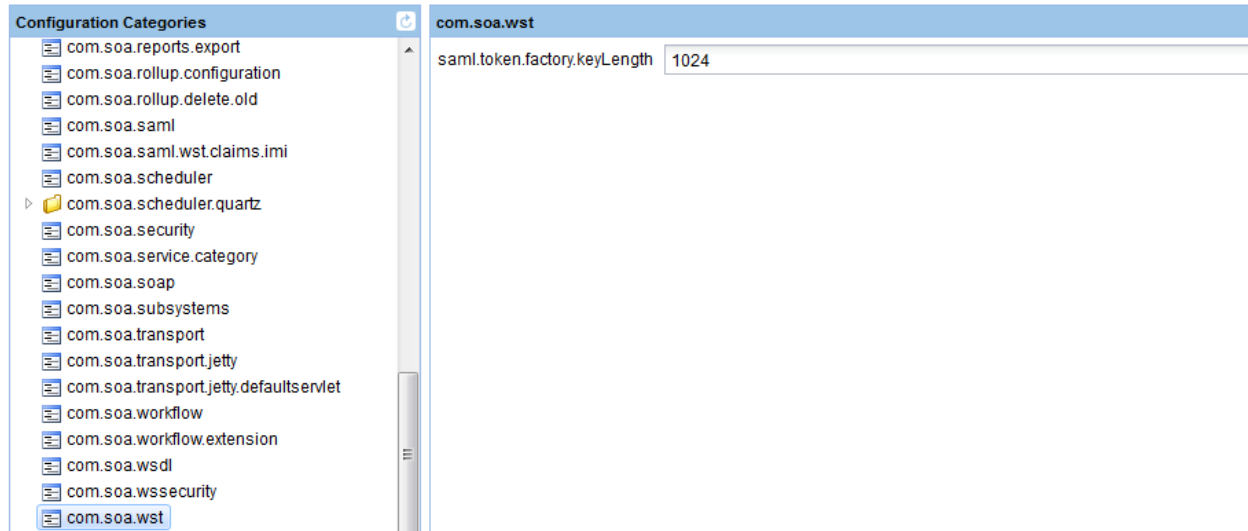 Configuration Categories
com.soa.reports.export
com.soa.rollup.configuration
com.soa.rollup.delete.old
com.soa.saml
com.soa.saml.wst.claims.imi
com.soa.scheduler
com.soa.scheduler.quartz
com.soa.security
com.soa.service.category
com.soa.soap
com.soa.subsystems
com.soa.transport
com.soa.transport.jetty
com.soa.transport.jetty.defaultservlet
com.soa.workflow
com.soa.workflow.extension
com.soa.wsdl
com.soa.wssecurity
com.soa.wst
com.soa.wst
saml.token.factory.keyLength 1024